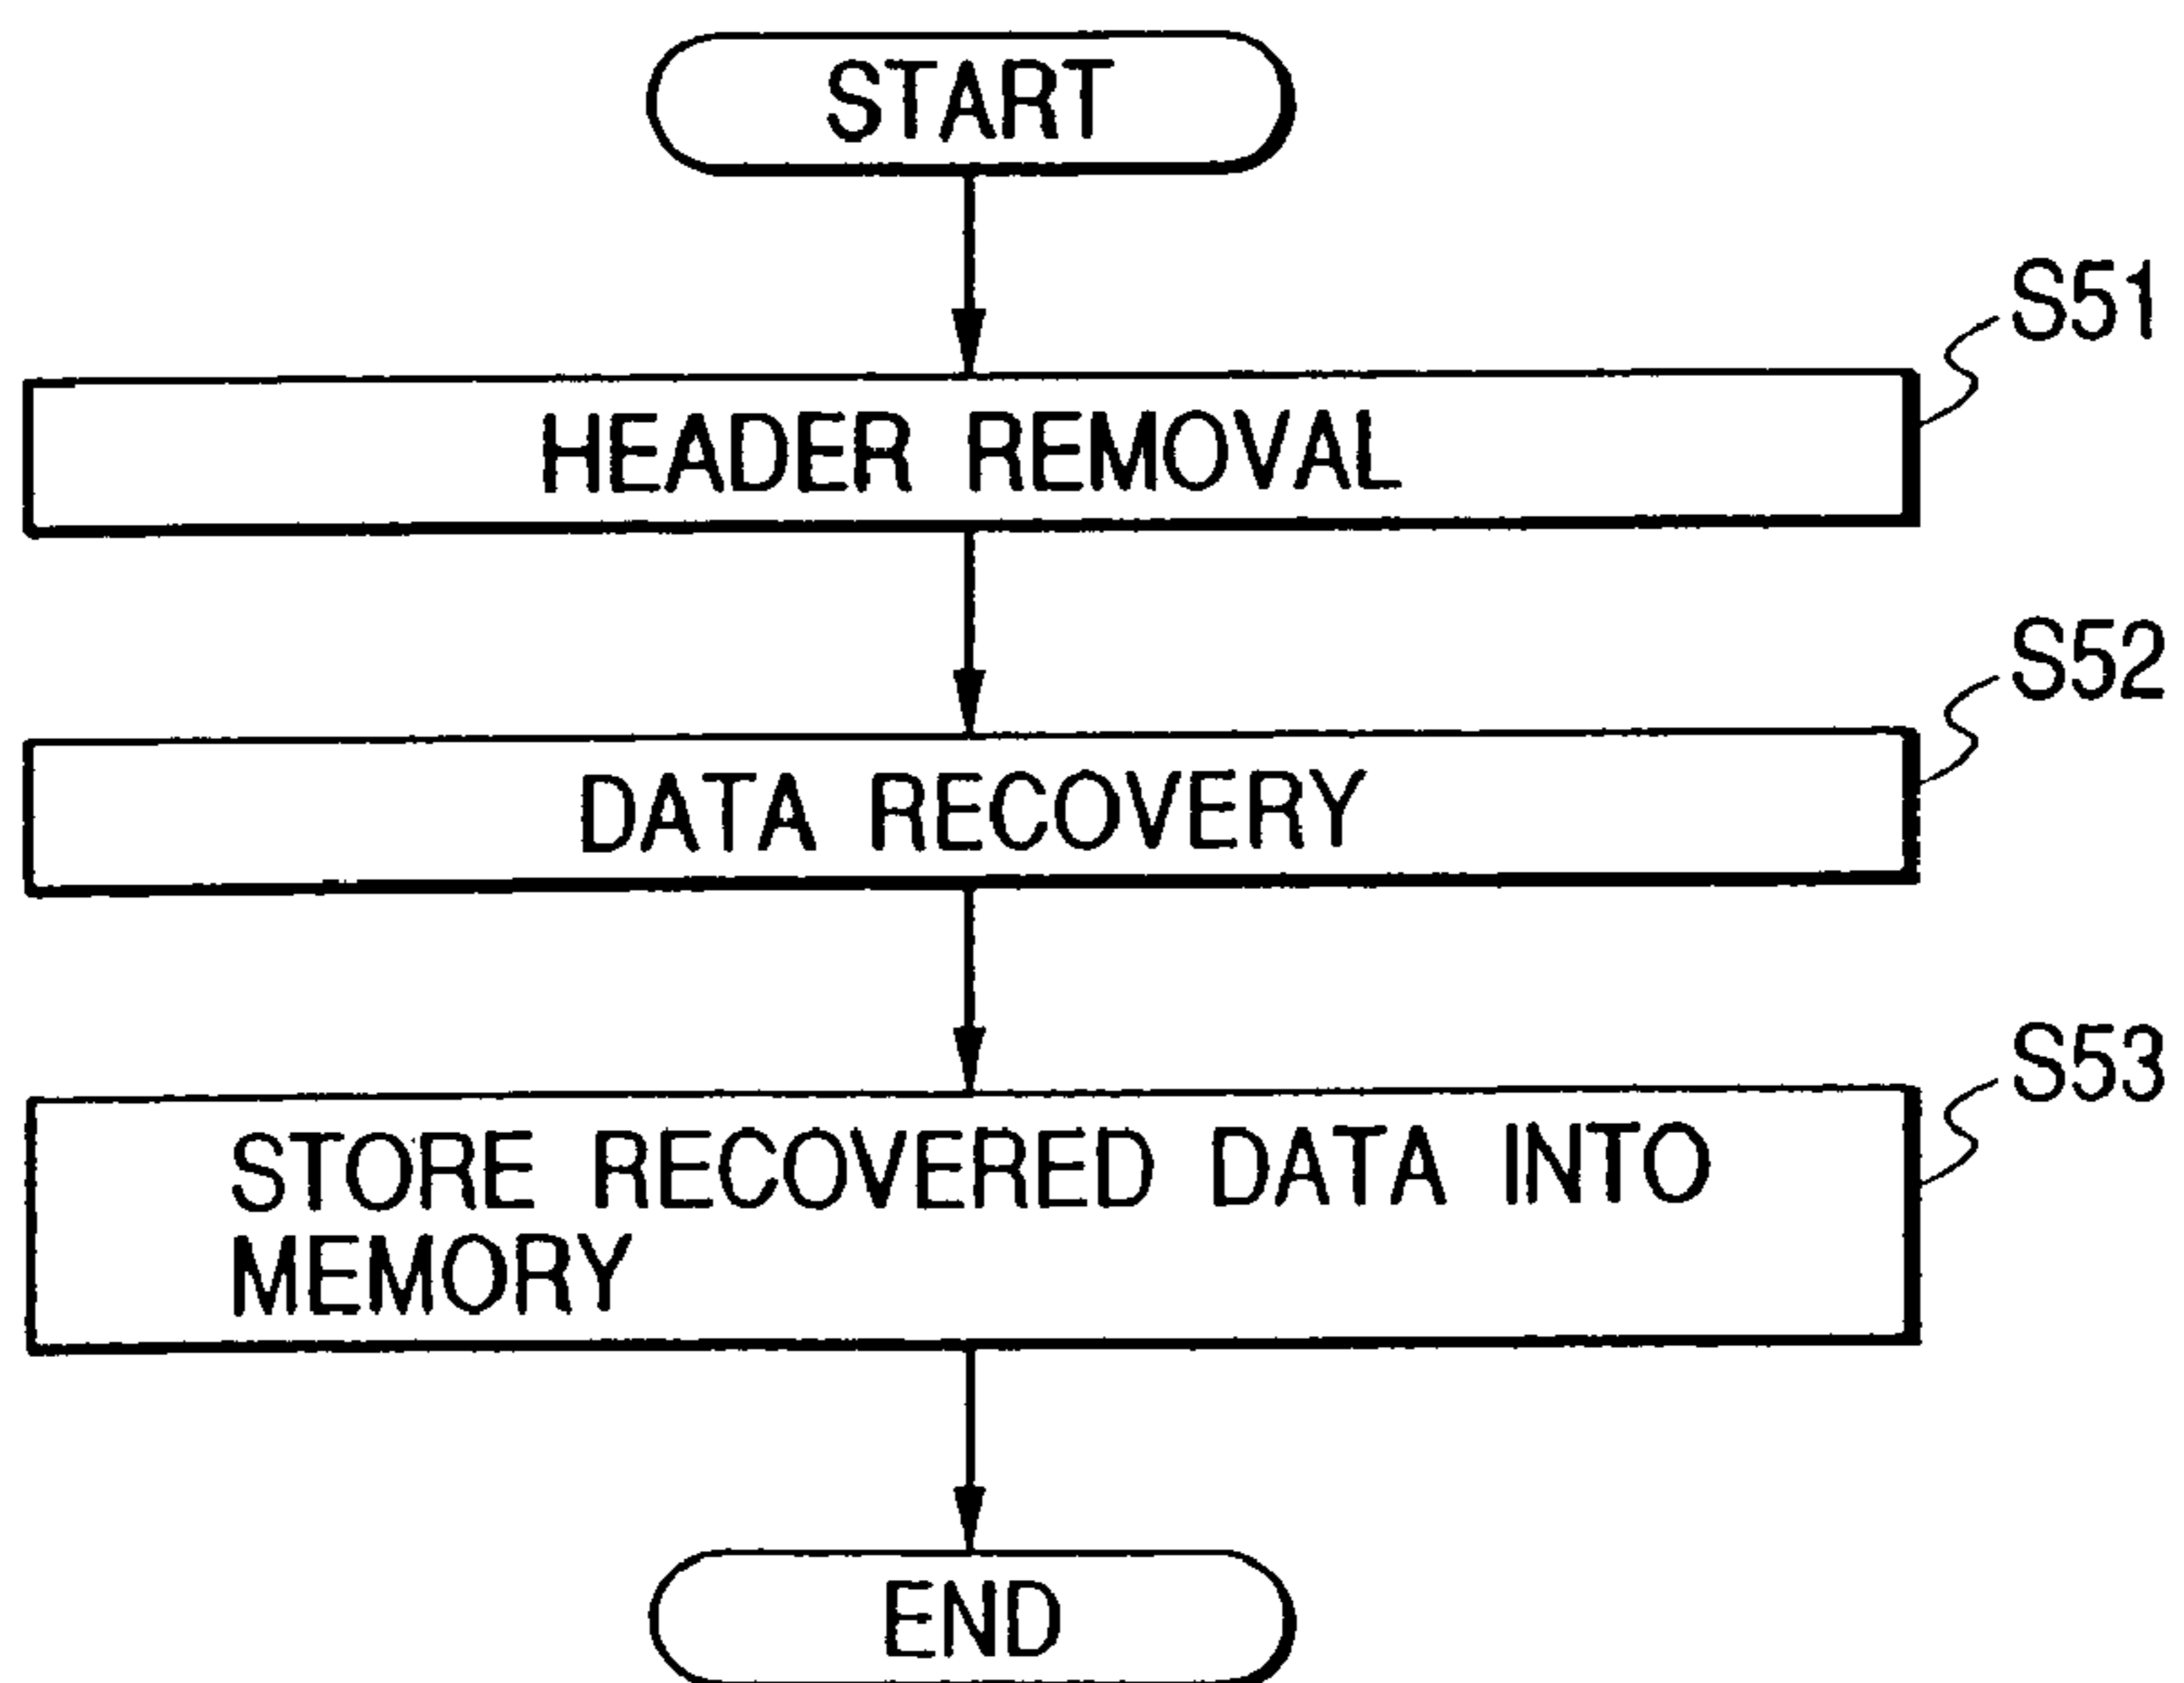 START
S51
HEADER REMOVAL
S52
DATA RECOVERY
S53
STORE RECOVERED DATA INTO
MEMORY
END